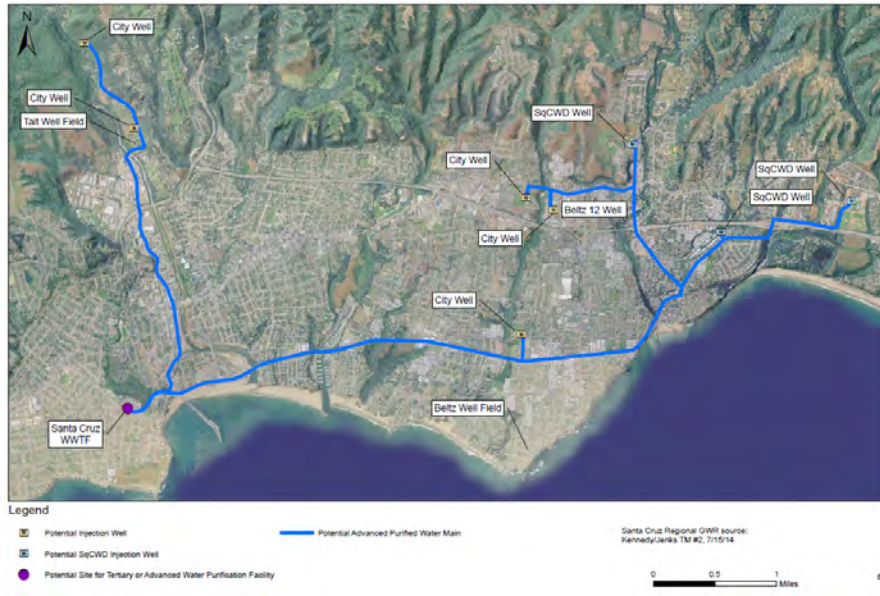 N
City Well
City Well
Tait Well Field
SqCWD Well
City Well
SqCWD Well
SqCWD Well
Beltz 12 Well
City Well
City Well
Beltz Well Field
Santa Cruz
WWTF
Legend
Potential Injection Well
Potential SqCWD Injection Well
Potential Site for Tertiary or Advanced Water Purification Facility
Potential Advanced Purified Water Main
Santa Cruz Regional GWR source:
Kennedy/Jenks TM #2, 7/15/14
0 0.5 1
Miles